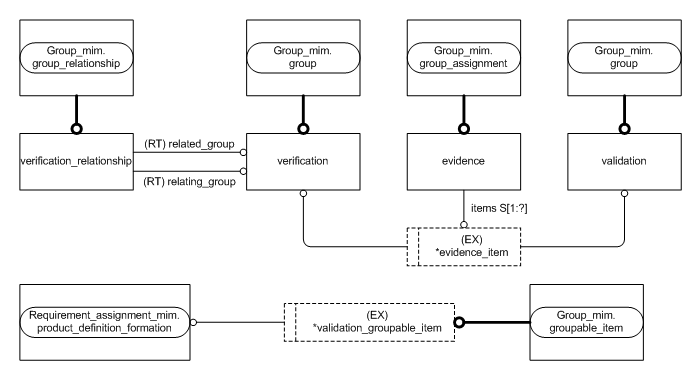 Group_mim.
group_relationship
Group_mim.
group
Group_mim.
group_assignment
Group_mim.
group
verification_relationship
(RT) related_group
(RT) relating_group
verification
evidence
validation
items S[1:?]
(EX)
*evidence_item
Requirement_assignment_mim.
product_definition_formation
(EX)
*validation_groupable_item
Group_mim.
groupable_item